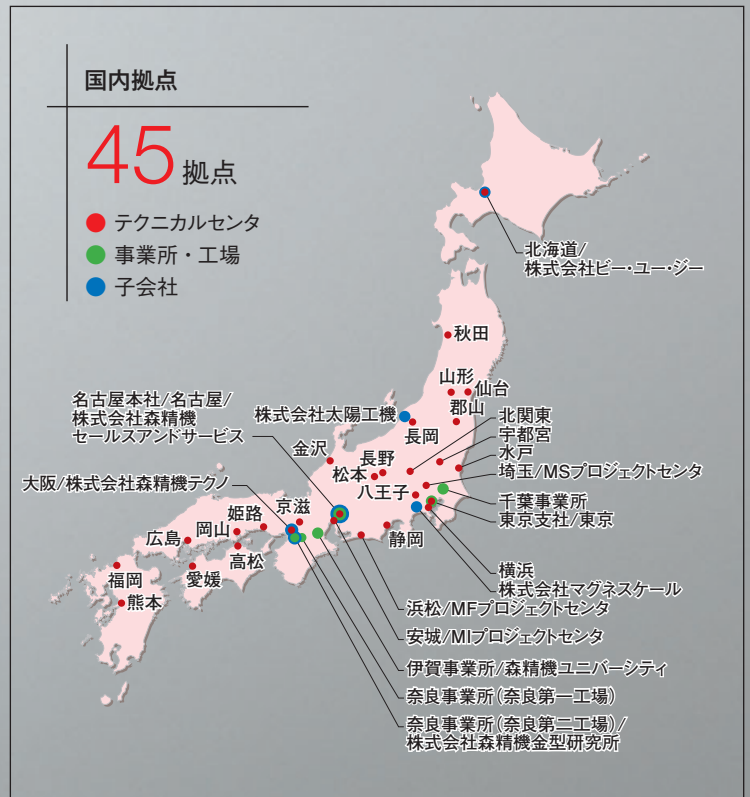 国内拠点
45 拠点
テクニカルセンタ
事業所・工場
子会社
北海道/
株式会社ビー・ユー・ジー
秋田
山形
仙台
郡山
名古屋本社/名古屋/
株式会社森精機
セールスアンドサービス
株式会社太陽工機
長岡
北関東
宇都宮
水戸
埼玉/MSプロジェクトセンタ
金沢
長野
松本
八王子
千葉事業所
東京支社/東京
大阪/株式会社森精機テクノ
京滋
姫路
岡山
広島
静岡
高松
愛媛
福岡
熊本
横浜
株式会社マグネスケール
浜松/MFプロジェクトセンタ
安城/MIプロジェクトセンタ
伊賀事業所/森精機ユニバーシティ
奈良事業所(奈良第一工場)
奈良事業所(奈良第二工場)/
株式会社森精機金型研究所